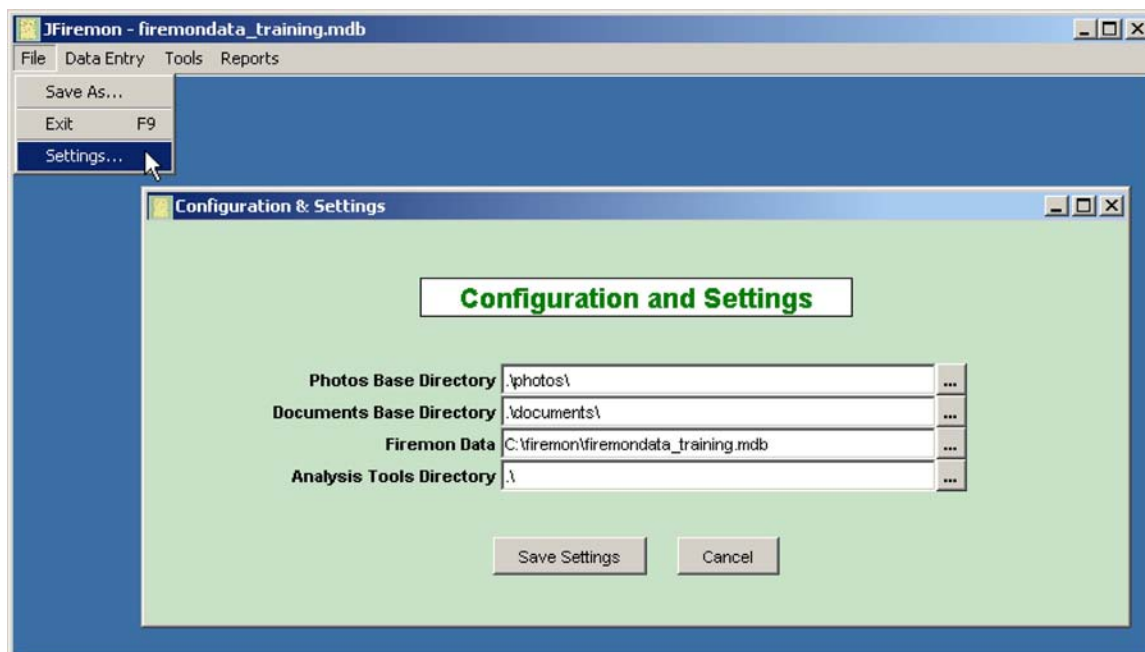 JFiremon - firemondata_training.mdb
File Data Entry Tools Reports
Save As...
Exit F9
Settings...
Configuration & Settings
Configuration and Settings
Photos Base Directory .\photos\ ...
Documents Base Directory .\documents\ ...
Firemon Data C:\firemon\firemondata_training.mdb ...
Analysis Tools Directory .\ ...
Save Settings Cancel